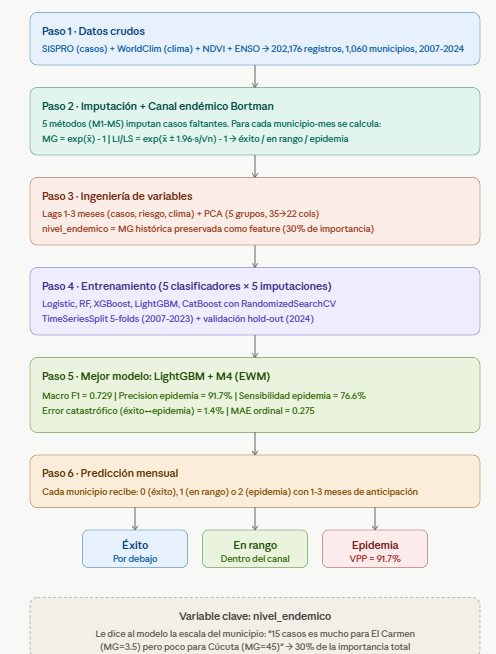 Paso 1 · Datos crudos
SISPRO (casos) + WorldClim (clima) + NDVI + ENSO → 202,176 registros, 1,060 municipios, 2007-2024
Paso 2 · Imputación + Canal endémico Bortman
5 métodos (M1-M5) imputan casos faltantes. Para cada municipio-mes se calcula:
MG = exp(x̄) - 1 | LI/LS = exp(x̄ ± 1.96·s/√n) - 1 → éxito / en rango / epidemia
Paso 3 · Ingeniería de variables
Lags 1-3 meses (casos, riesgo, clima) + PCA (5 grupos, 35→22 cols)
nivel_endemico = MG histórica preservada como feature (30% de importancia)
Paso 4 · Entrenamiento (5 clasificadores × 5 imputaciones)
Logistic, RF, XGBoost, LightGBM, CatBoost con RandomizedSearchCV
TimeSeriesSplit 5-folds (2007-2023) + validación hold-out (2024)
Paso 5 · Mejor modelo: LightGBM + M4 (EWM)
Macro F1 = 0.729 | Precision epidemia = 91.7% | Sensibilidad epidemia = 76.6%
Error catastrófico (éxito↔epidemia) = 1.4% | MAE ordinal = 0.275
Paso 6 · Predicción mensual
Cada municipio recibe: 0 (éxito), 1 (en rango) o 2 (epidemia) con 1-3 meses de anticipación
Éxito
Por debajo
En rango
Dentro del canal
Epidemia
VPP = 91.7%
Variable clave: nivel_endemico
Le dice al modelo la escala del municipio: "15 casos es mucho para El Carmen
(MG=3.5) pero poco para Cúcuta (MG=45)" → 30% de la importancia total